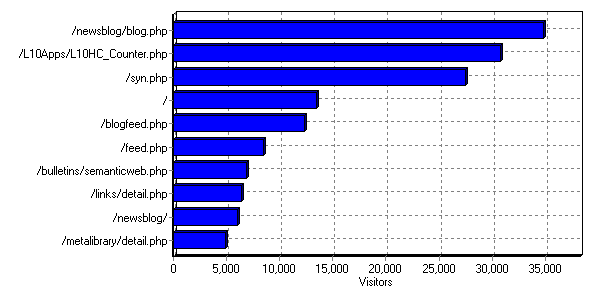 /newsblog/blog.php
/L10Apps/L10HC_Counter.php
/syn.php
/
/blogfeed.php
/feed.php
/bulletins/semanticweb.php
/links/detail.php
/newsblog/
/metalibrary/detail.php
0 5,000 10,000 15,000 20,000 25,000 30,000 35,000
Visitors